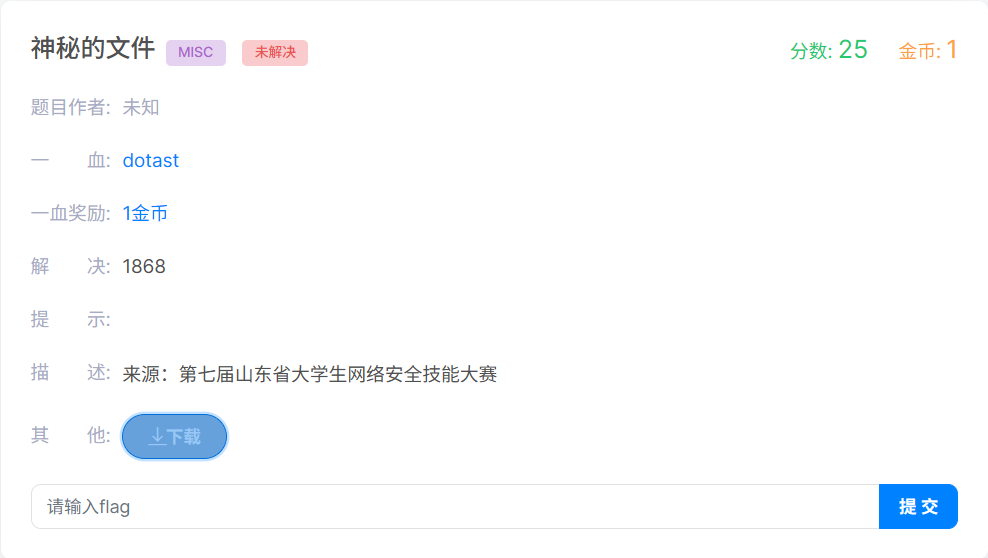 神秘的文件 MISC 未解决 分数: 25 金币: 1
题目作者: 未知
一 血: dotast
一血奖励: 1金币
解 决: 1868
提 示:
描 述: 来源：第七届山东省大学生网络安全技能大赛
其 他: 下载
请输入flag 提 交